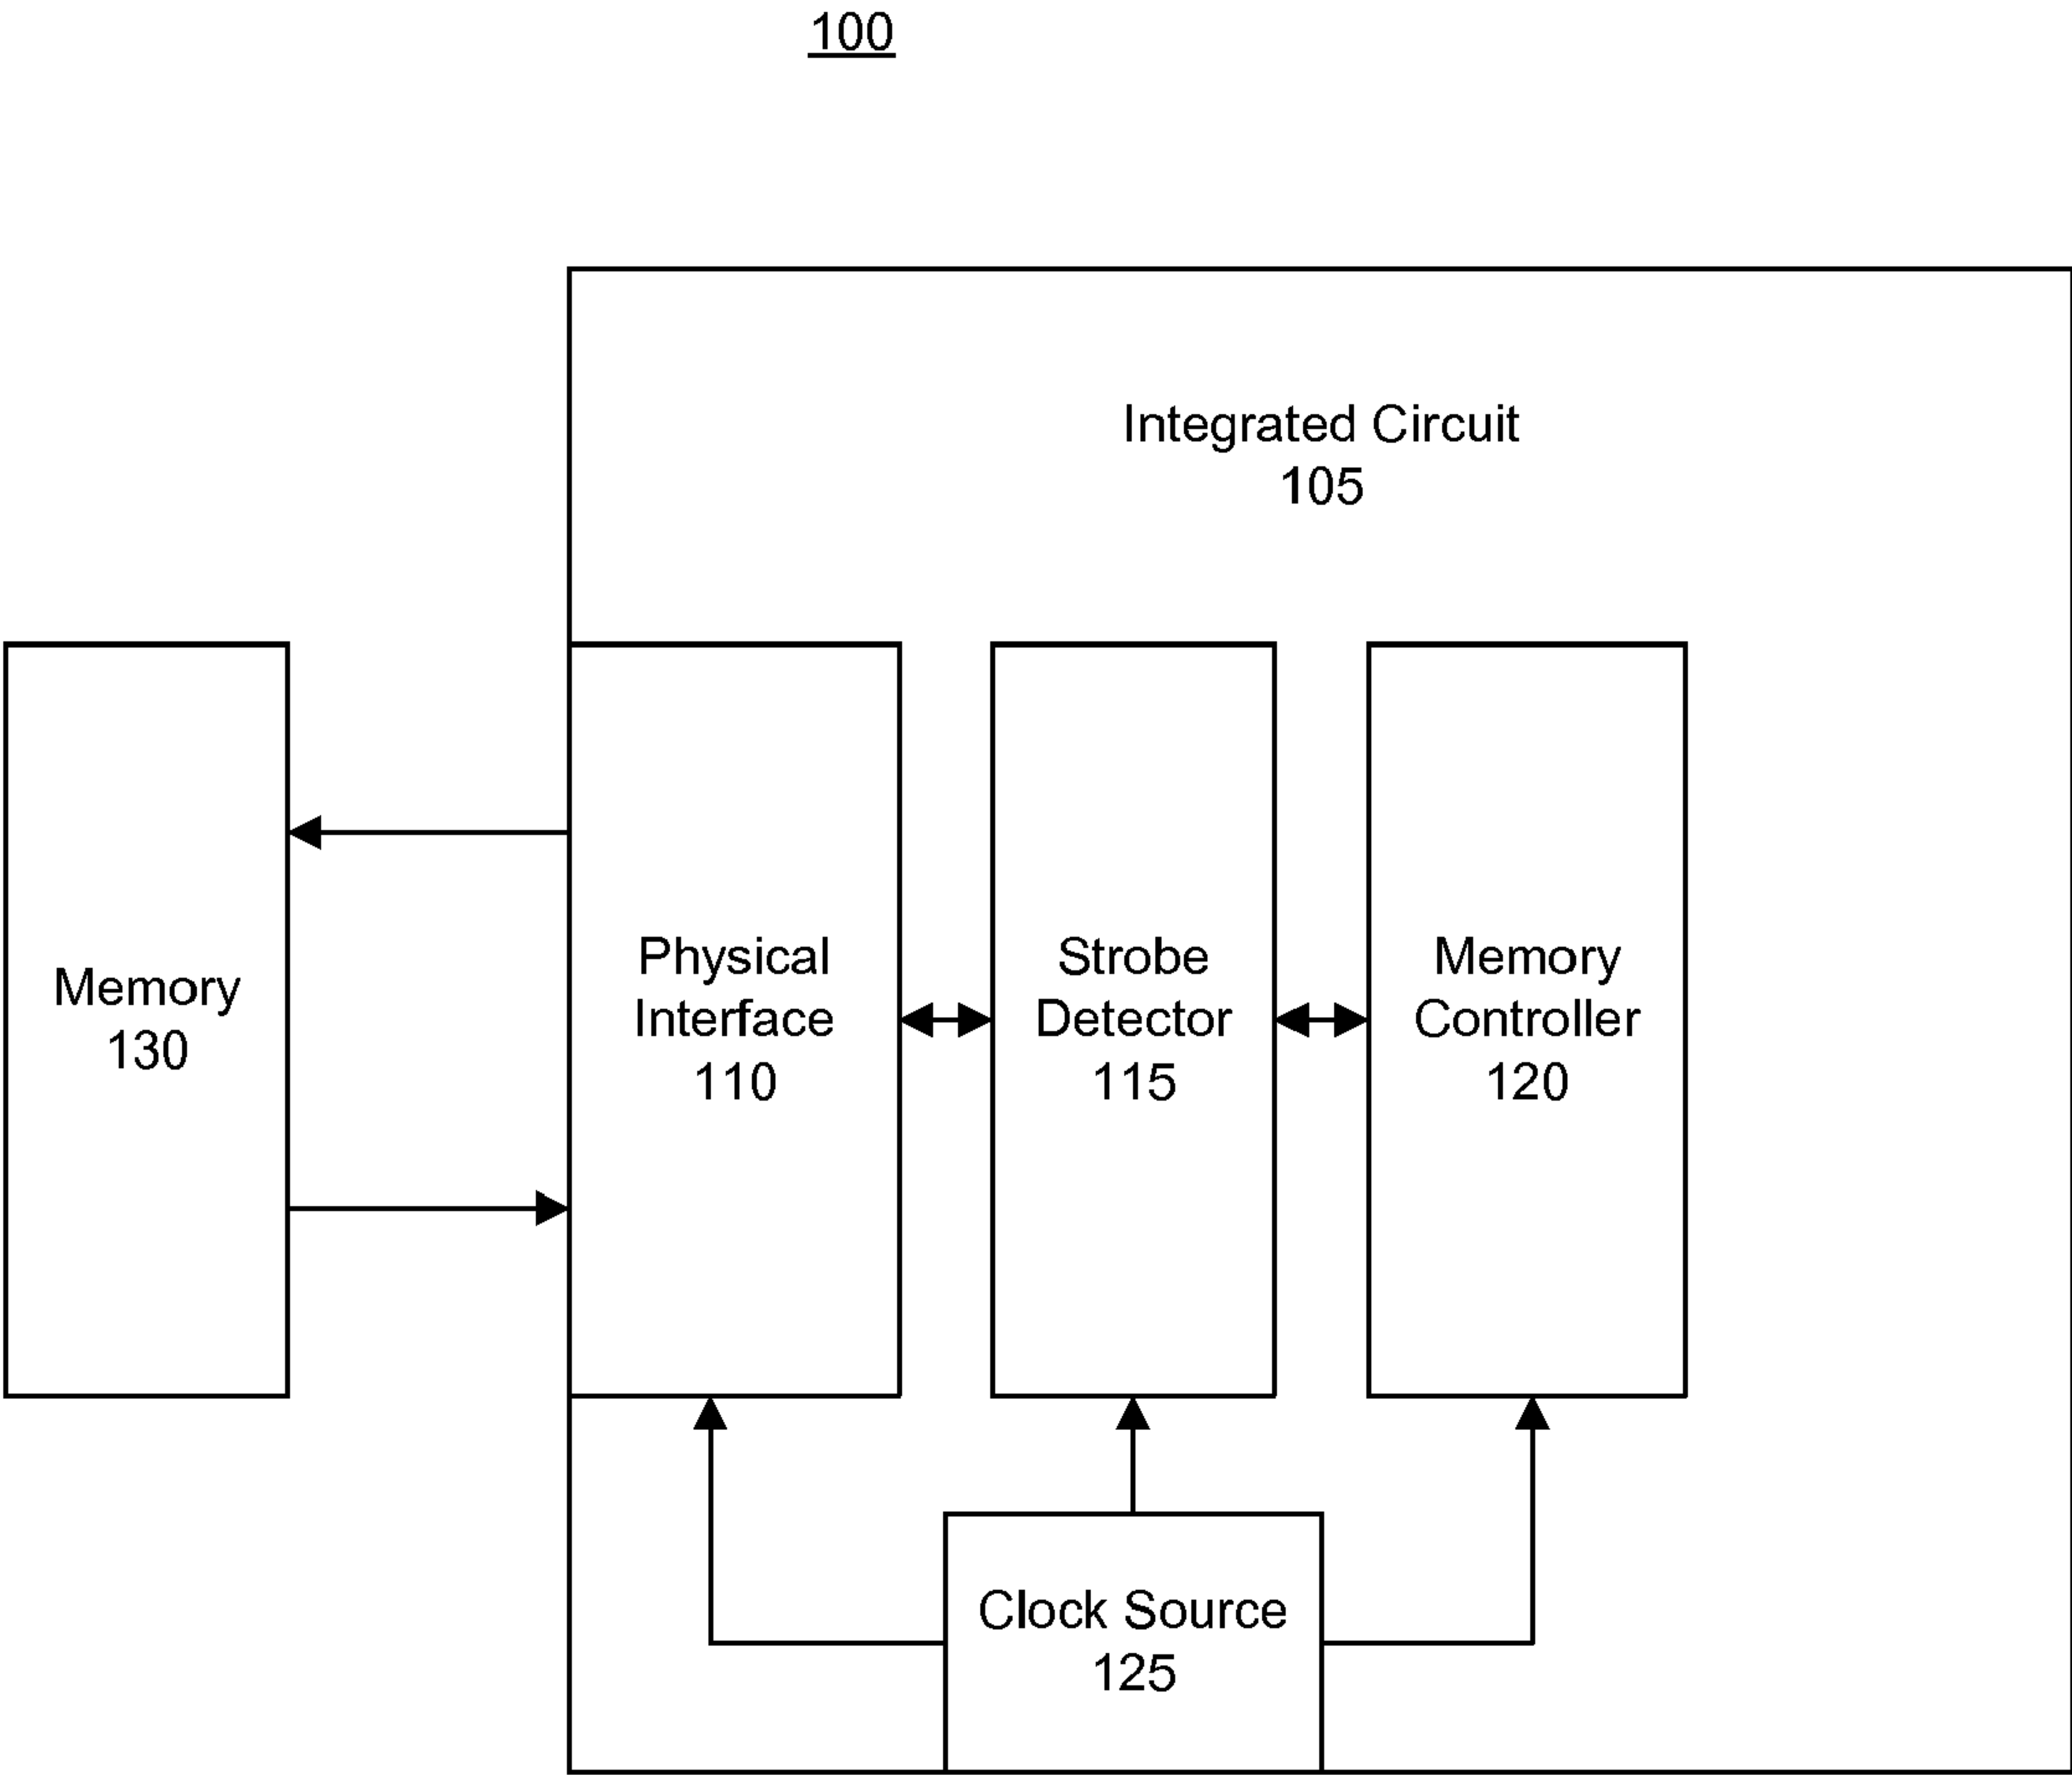 100
Integrated Circuit
105
Memory
130
Physical
Interface
110
Strobe
Detector
115
Memory
Controller
120
Clock Source
125